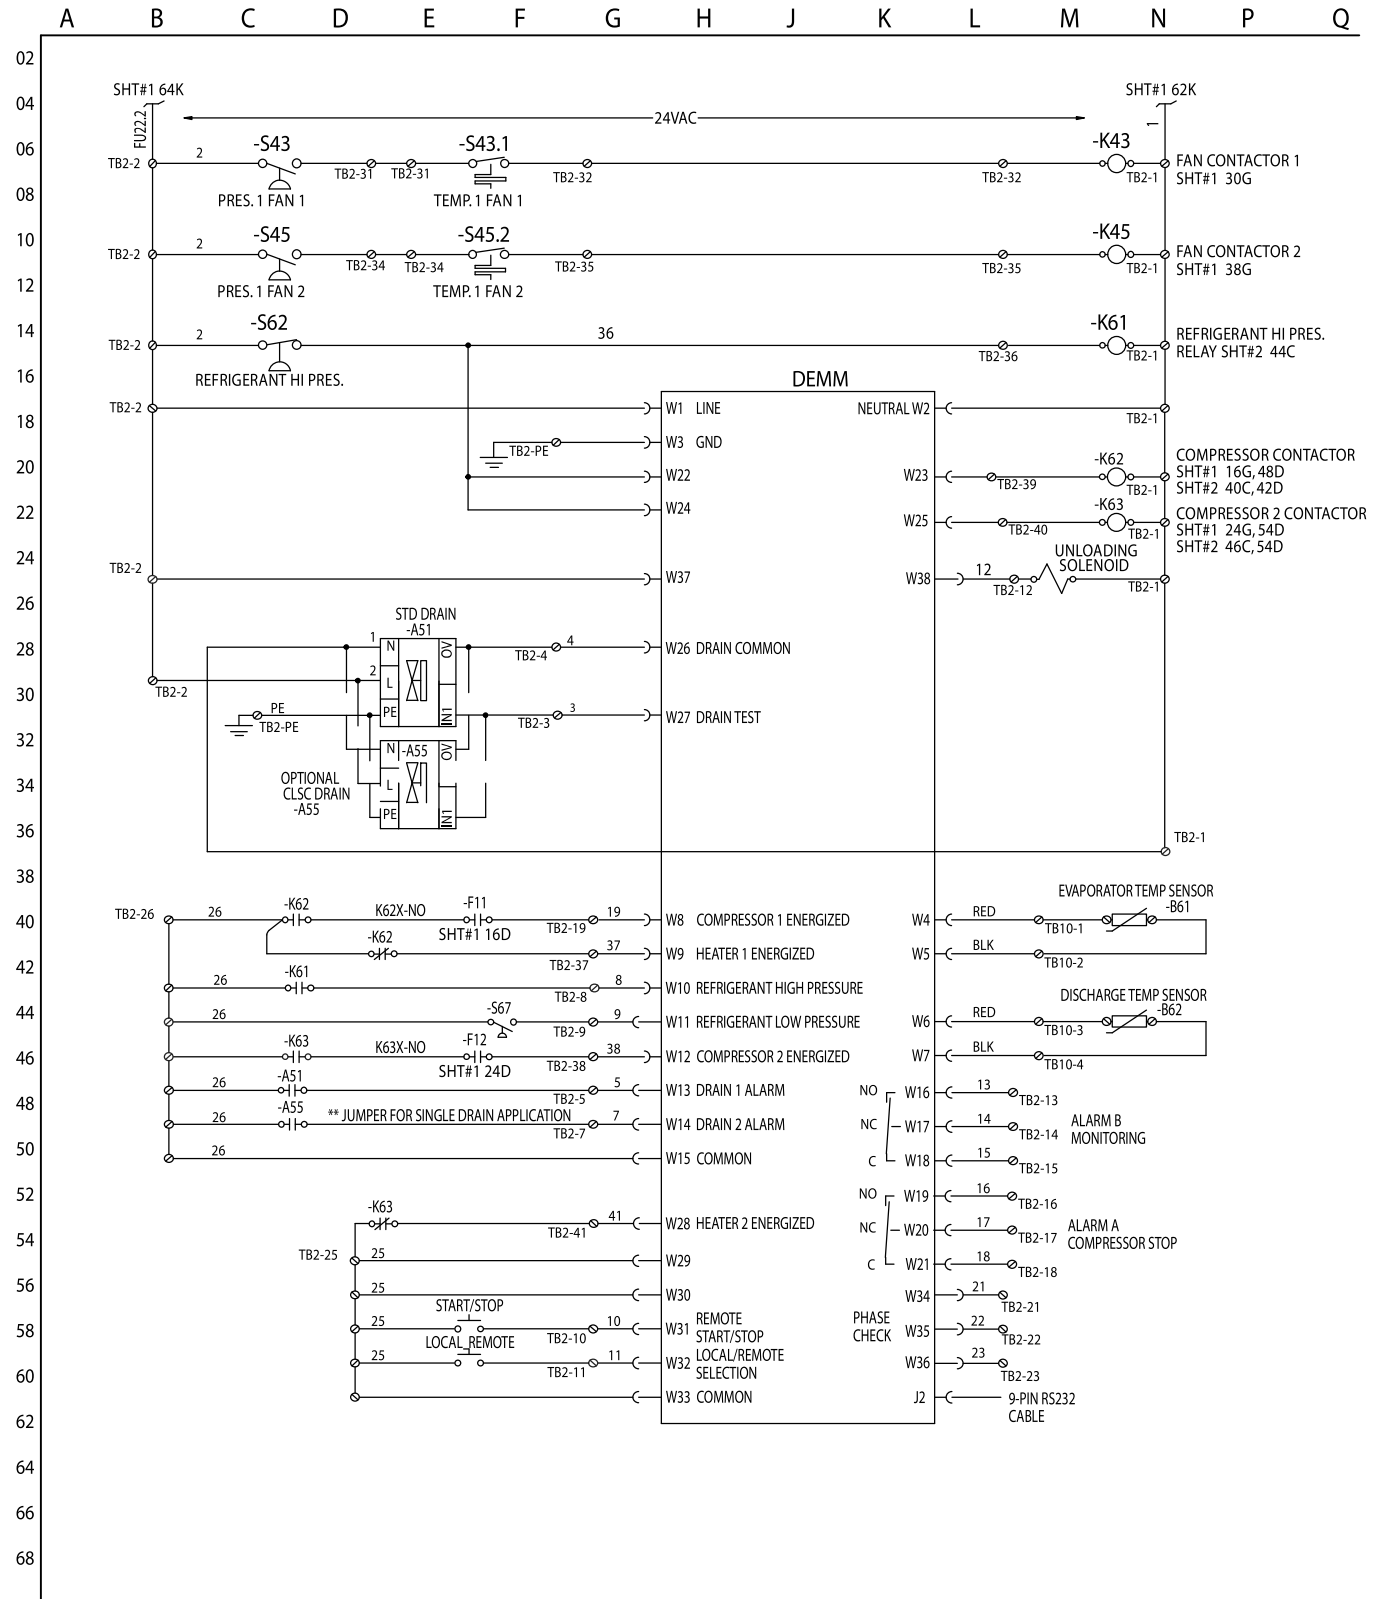 A B C D E F G H J K L M N P Q
02
SHT#1 64K
SHT#1 62K
04
FU22.2
24VAC
1
06
-S43
-S43.1
-K43
TB2-2
2
TB2-31
TB2-31
TB2-32
TB2-32
TB2-1
FAN CONTACTOR 1
SHT#1 30G
08
PRES. 1 FAN 1
TEMP. 1 FAN 1
10
-S45
-S45.2
-K45
TB2-2
2
TB2-34
TB2-34
TB2-35
TB2-35
TB2-1
FAN CONTACTOR 2
SHT#1 38G
12
PRES. 1 FAN 2
TEMP. 1 FAN 2
14
-S62
36
-K61
TB2-2
2
TB2-36
TB2-1
REFRIGERANT HI PRES.
RELAY SHT#2 44C
16
REFRIGERANT HI PRES.
DEMM
TB2-2
W1 LINE
NEUTRAL W2
TB2-1
18
TB2-PE
W3 GND
20
W22
W23
TB2-39
-K62
TB2-1
COMPRESSOR CONTACTOR
SHT#1 16G, 48D
SHT#2 40C, 42D
22
W24
W25
TB2-40
-K63
TB2-1
COMPRESSOR 2 CONTACTOR
SHT#1 24G, 54D
SHT#2 46C, 54D
24
UNLOADING
SOLENOID
TB2-2
W37
W38
12
TB2-12
TB2-1
26
STD DRAIN
-A51
28
1
N
OV
TB2-4
4
W26 DRAIN COMMON
2
L
TB2-2
30
PE
TB2-PE
PE
IN1
TB2-3
3
W27 DRAIN TEST
32
N
-A55
OV
34
OPTIONAL
CLSC DRAIN
-A55
L
PE
IN1
36
TB2-1
38
EVAPORATOR TEMP SENSOR
-B61
40
TB2-26
26
-K62
K62X-NO
-F11
SHT#1 16D
TB2-19
19
W8 COMPRESSOR 1 ENERGIZED
W4
RED
TB10-1
-K62
TB2-37
37
W9 HEATER 1 ENERGIZED
W5
BLK
TB10-2
42
26
-K61
TB2-8
8
W10 REFRIGERANT HIGH PRESSURE
DISCHARGE TEMP SENSOR
-B62
44
26
-S67
TB2-9
9
W11 REFRIGERANT LOW PRESSURE
W6
RED
TB10-3
46
-K63
K63X-NO
-F12
SHT#1 24D
TB2-38
38
W12 COMPRESSOR 2 ENERGIZED
W7
BLK
TB10-4
26
-A51
TB2-5
5
W13 DRAIN 1 ALARM
NO
W16
13
TB2-13
48
26
-A55
** JUMPER FOR SINGLE DRAIN APPLICATION
TB2-7
7
W14 DRAIN 2 ALARM
NC
W17
14
TB2-14
ALARM B
MONITORING
50
26
W15 COMMON
C
W18
15
TB2-15
52
NO
W19
16
TB2-16
-K63
TB2-41
41
W28 HEATER 2 ENERGIZED
NC
W20
17
TB2-17
ALARM A
COMPRESSOR STOP
54
TB2-25
25
W29
C
W21
18
TB2-18
56
25
W30
W34
21
TB2-21
START/STOP
58
25
TB2-10
10
W31 REMOTE
START/STOP
PHASE
CHECK
W35
22
TB2-22
LOCAL REMOTE
25
TB2-11
11
W32 LOCAL/REMOTE
SELECTION
W36
23
TB2-23
60
W33 COMMON
J2
9-PIN RS232
CABLE
62
64
66
68